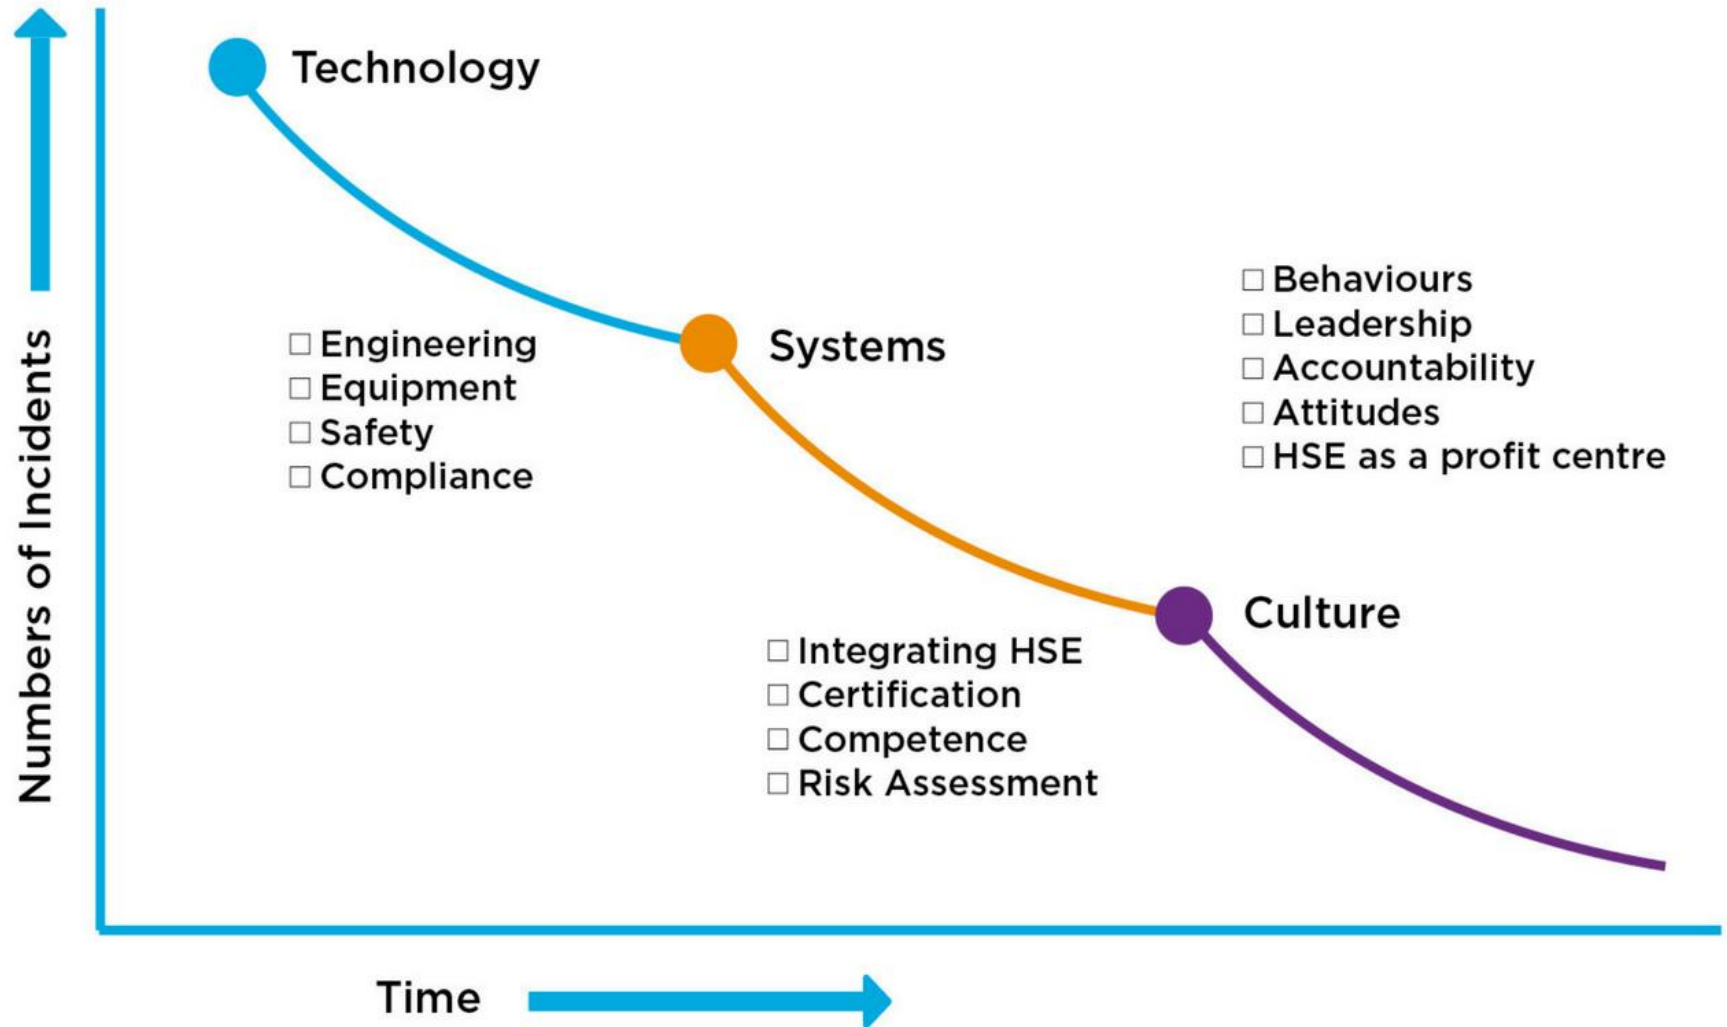 Numbers of Incidents
Technology
☐ Engineering
☐ Equipment
☐ Safety
☐ Compliance
Systems
☐ Integrating HSE
☐ Certification
☐ Competence
☐ Risk Assessment
☐ Behaviours
☐ Leadership
☐ Accountability
☐ Attitudes
☐ HSE as a profit centre
Culture
Time